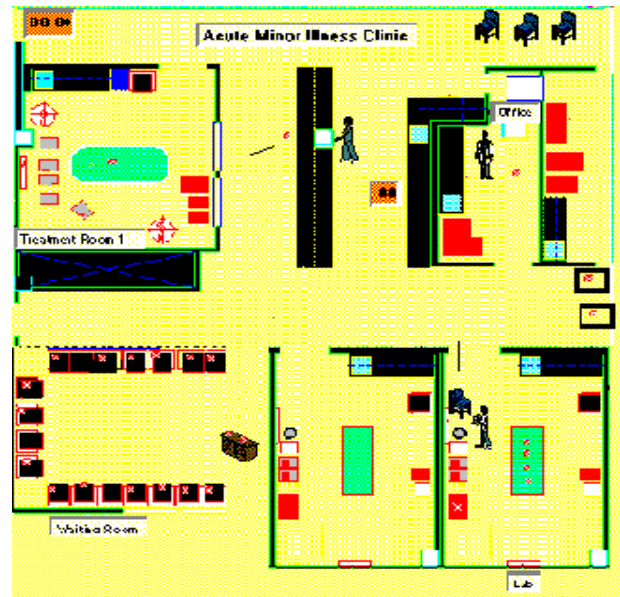 Acute Minor Illness Clinic
Office
Treatment Room 1
Waiting Room
Lab